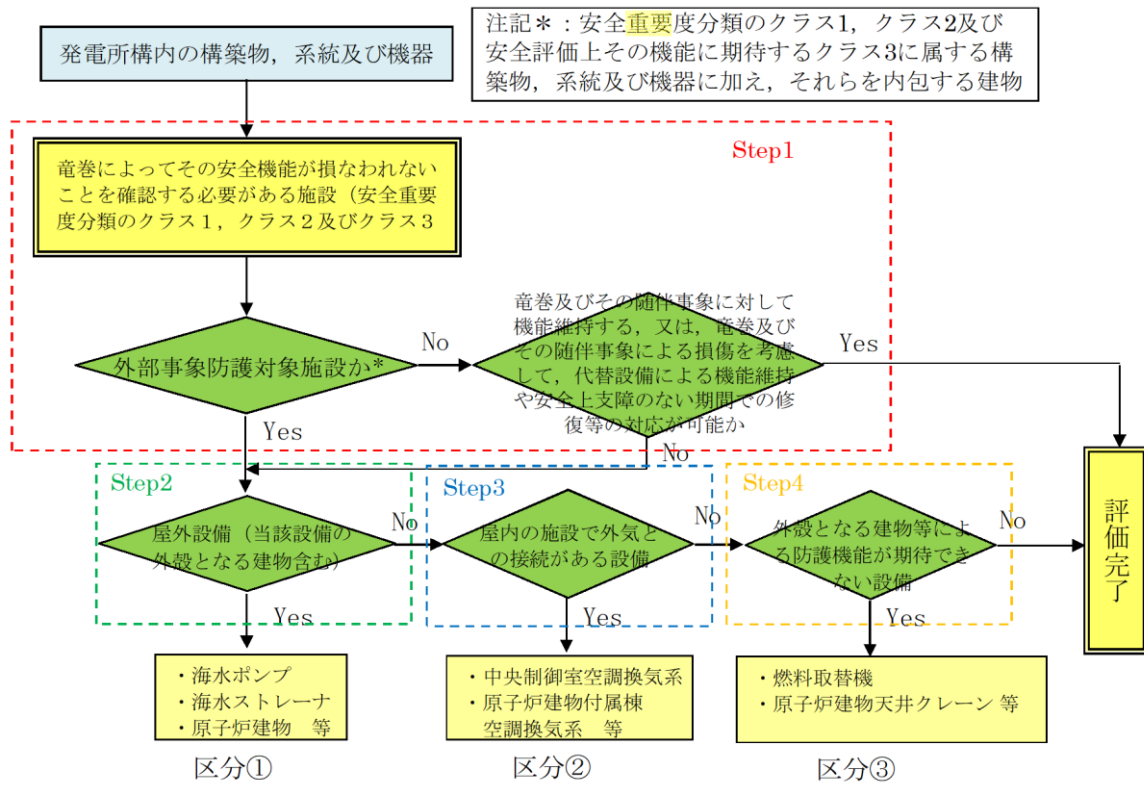 発電所構内の構築物，系統及び機器
注記＊：安全重要度分類のクラス1，クラス2及び
安全評価上その機能に期待するクラス3に属する構
築物，系統及び機器に加え，それらを内包する建物
Step1
竜巻によってその安全機能が損なわれない
ことを確認する必要がある施設（安全重要
度分類のクラス１，クラス２及びクラス３
外部事象防護対象施設か*
No
竜巻及びその随伴事象に対して
機能維持する，又は，竜巻及び
その随伴事象による損傷を考慮
して，代替設備による機能維持
や安全上支障のない期間での修
復等の対応が可能か
Yes
Yes
No
Step2
屋外設備（当該設備の
外殻となる建物含む）
No
Yes
Step3
屋内の施設で外気と
の接続がある設備
No
Yes
Step4
外殻となる建物等によ
る防護機能が期待でき
ない設備
No
Yes
評価完了
・海水ポンプ
・海水ストレーナ
・原子炉建物　等
・中央制御室空調換気系
・原子炉建物付属棟
空調換気系　等
・燃料取替機
・原子炉建物天井クレーン 等
区分①
区分②
区分③